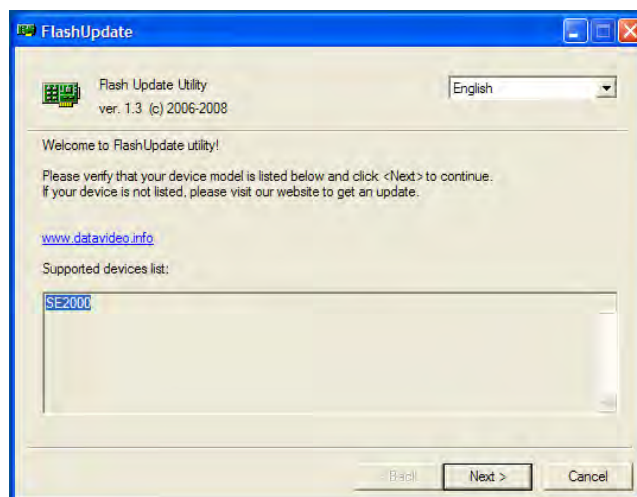 FlashUpdate
Flash Update Utility
English
ver. 1.3 (c) 2006-2008
Welcome to FlashUpdate utility!
Please verify that your device model is listed below and click <Next> to continue.
If your device is not listed, please visit our website to get an update.
www.datavideo.info
Supported devices list:
SE2000
< Back
Next >
Cancel